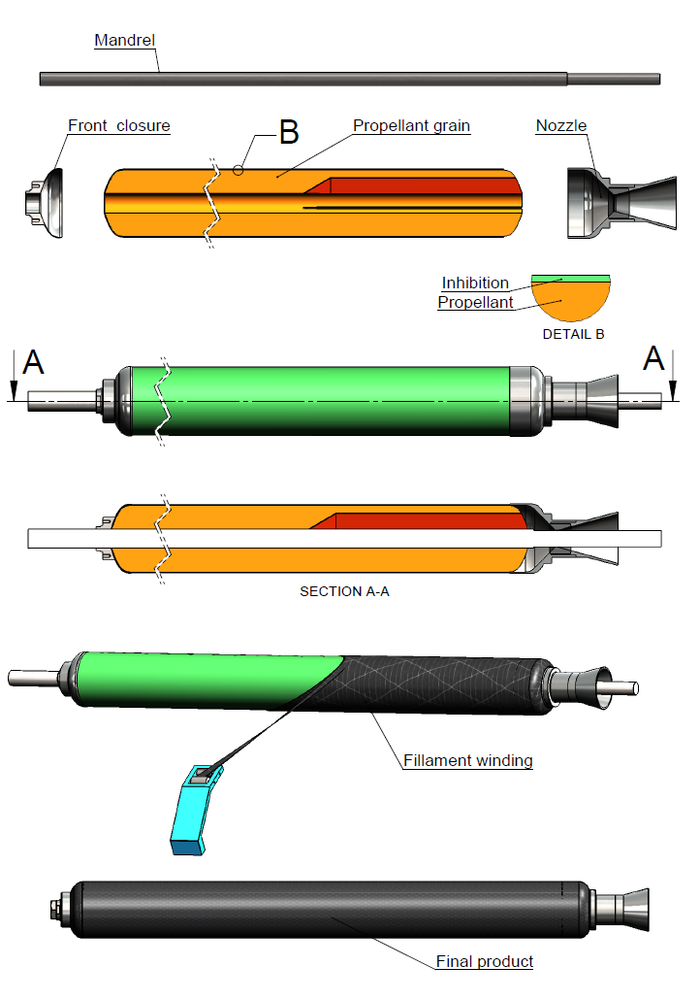 Mandrel
Front closure
B
Propellant grain
Nozzle
Inhibition
Propellant
DETAIL B
A
A
SECTION A-A
Fillament winding
Final product